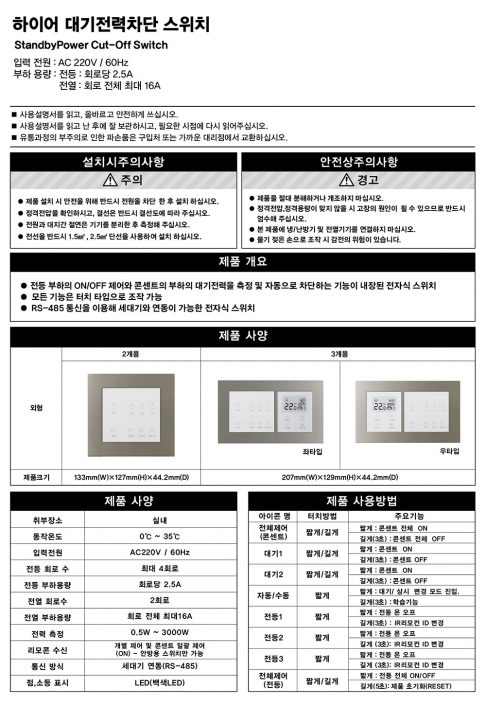 하이어 대기전력차단 스위치
StandbyPower Cut-Off Switch
입력 전원 : AC 220V / 60Hz
부하 용량 : 전등 : 회로당 2.5A
전열 : 회로 전체 최대 16A
■ 사용설명서를 읽고, 올바르고 안전하게 쓰십시오.
■ 사용설명서를 읽고 난 후에 잘 보관하시고, 필요한 시점에 다시 읽어주십시오.
■ 유통과정의 부주의로 인한 파손품은 구입처 또는 가까운 대리점에서 교환하십시오.
설치시주의사항
주의
● 제품 설치 시 안전을 위해 반드시 전원을 차단 한 후 설치 하십시오.
● 정격전압을 확인하시고, 결선은 반드시 결선도에 따라 주십시오.
● 전원과 대지간 절면은 기기를 분리한 후 측정해 주십시오.
● 전선을 반드시 1.5㎟, 2.5㎟ 단선을 사용하여 설치 하십시오.
안전상주의사항
경고
● 제품을 절대 분해하거나 개조하지 마십시오.
● 정격전압,정격용량이 맞지 않을 시 고장의 원인이 될 수 있으므로 반드시
엄수해 주십시오.
● 본 제품에 냉/난방기 및 전열기기를 연결하지 마십시오.
● 물기 젖은 손으로 조작 시 감전의 위험이 있습니다.
제품 개요
● 전등 부하의 ON/OFF 제어와 콘센트의 부하의 대기전력을 측정 및 자동으로 차단하는 기능이 내장된 전자식 스위치
● 모든 기능은 터치 타입으로 조작 가능
● RS-485 통신을 이용해 세대기와 연동이 가능한 전자식 스위치
제품 사양
2개용 3개용
외형
좌타입 우타입
제품크기 133mm(W)×127mm(H)×44.2mm(D) 207mm(W)×129mm(H)×44.2mm(D)
제품 사양
취부장소 실내
동작온도 0℃ ~ 35℃
입력전원 AC220V / 60Hz
전등 회로 수 최대 4회로
전등 부하용량 회로당 2.5A
전열 회로수 2회로
전열 부하용량 회로 전체 최대16A
전력 측정 0.5W ~ 3000W
리모콘 수신 개별 제어 및 콘센트 일괄 제어
(ON) - 안방용 스위치만 가능
통신 방식 세대기 연동(RS-485)
점,소등 표시 LED(백색LED)
제품 사용방법
아이콘 명 터치방법 주요기능
전체제어
(콘센트) 짧게/길게 짧게 : 콘센트 전체 ON
길게(3초) : 콘센트 전체 OFF
대기1 짧게/길게 짧게 : 콘센트 ON
길게(3초) : 콘센트 OFF
대기2 짧게/길게 짧게 : 콘센트 ON
길게(3초) : 콘센트 OFF
자동/수동 짧게 짧게 : 대기/ 상시 변경 모드 진입.
길게(3초) : 학습기능
전등1 짧게 짧게 : 전등 온 오프
길게(3초) : IR리모컨 ID 변경
전등2 짧게 짧게 : 전등 온 오프
길게 (3초): IR리모컨 ID 변경
전등3 짧게 짧게 : 전등 온 오프
길게 (3초): IR리모컨 ID 변경
전체제어
(전등) 짧게/길게 짧게 : 전등 전체 ON/OFF
길게(5초): 제품 초기화(RESET)